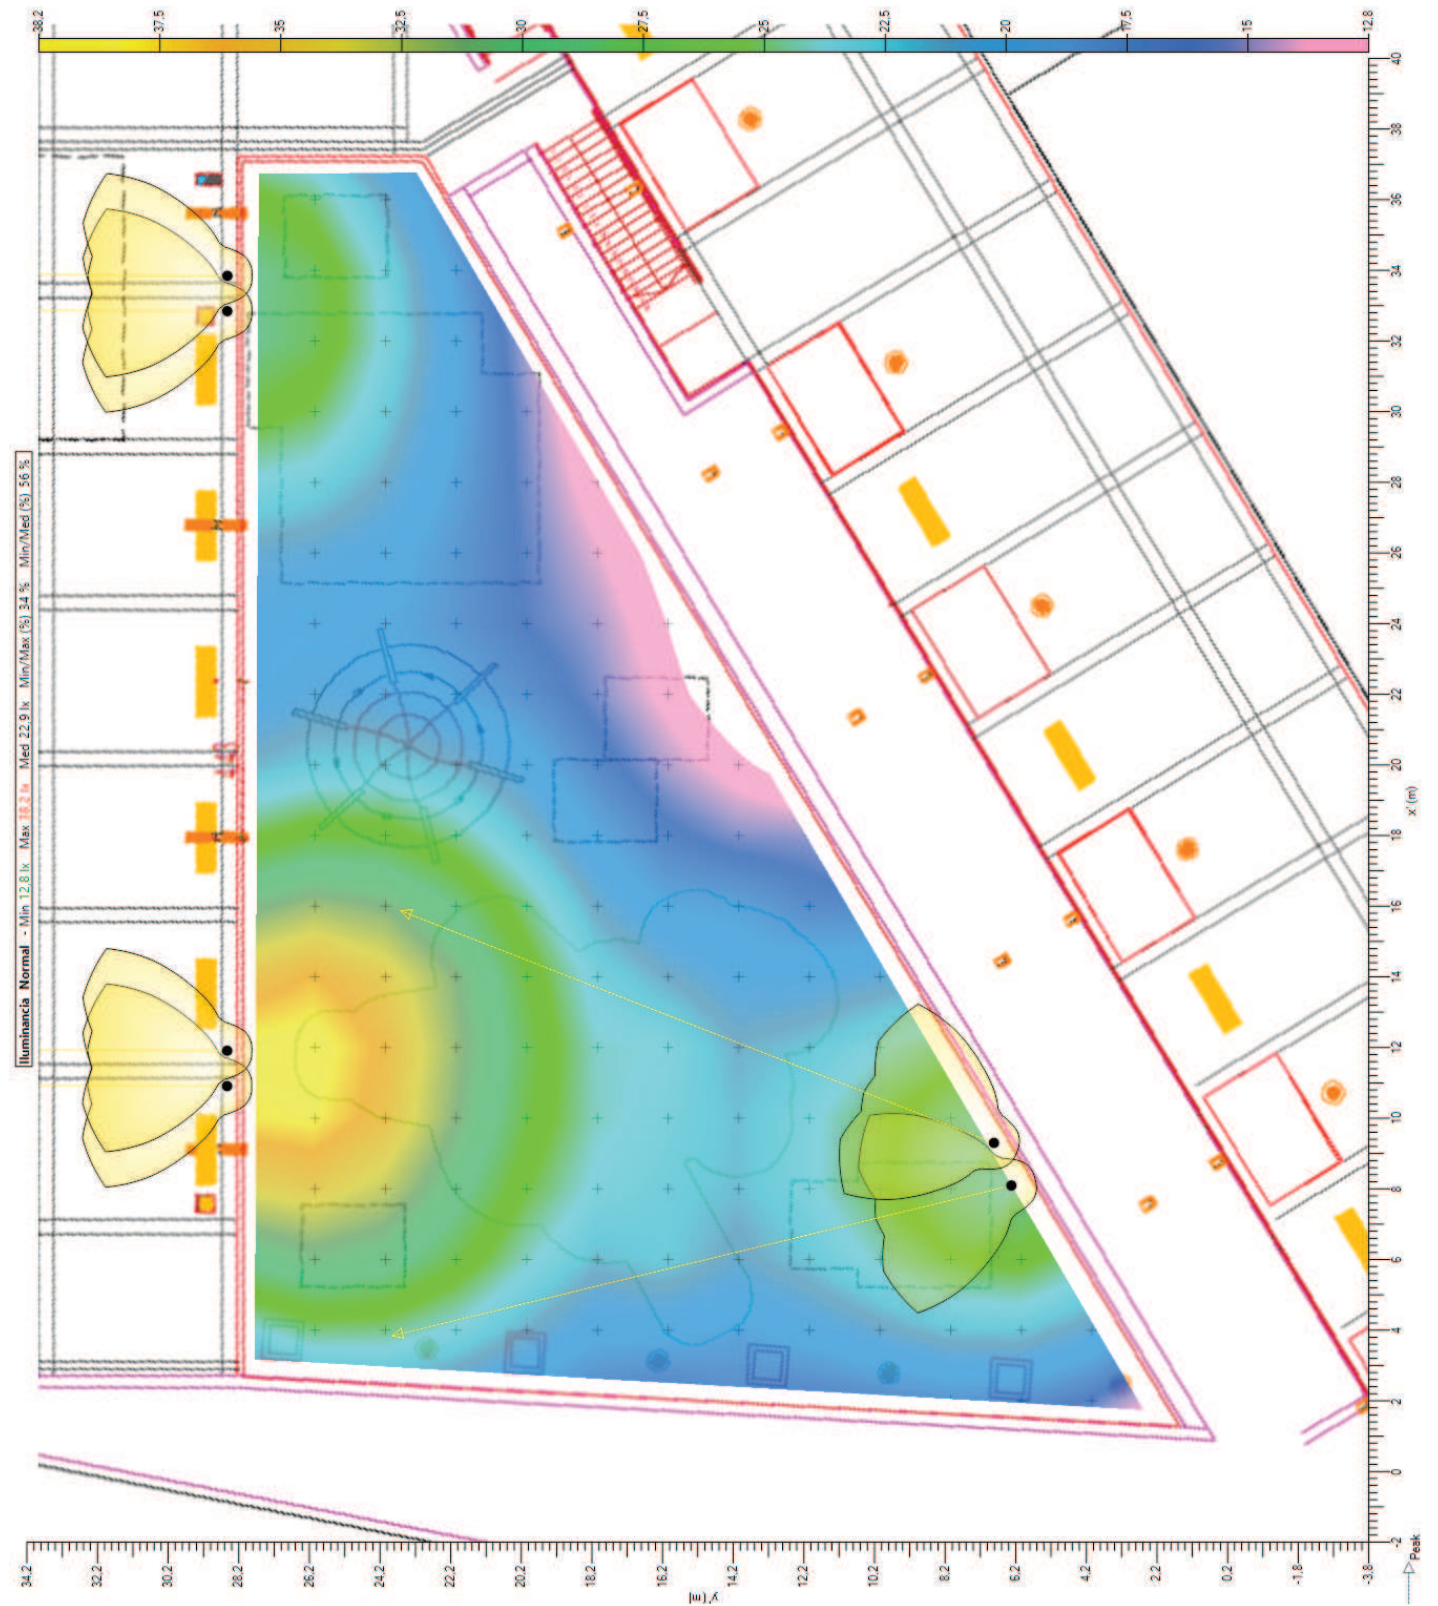 Iluminancia Normal - Min 12,8 lx Max 38,2 lx Med 22,9 lx Min/Max (%) 34 % Min/Med (%) 56 %
38.2 37.5 35 32.5 30 27.5 25 22.5 20 17.5 15 12.8
-2 0 2 4 6 8 10 12 14 16 18 20 22 24 26 28 30 32 34 36 38 40
x' (m)
34.2 32.2 30.2 28.2 26.2 24.2 22.2 20.2 18.2 16.2 14.2 12.2 10.2 8.2 6.2 4.2 2.2 0.2 -1.8 -3.8
y' (m)
Peak